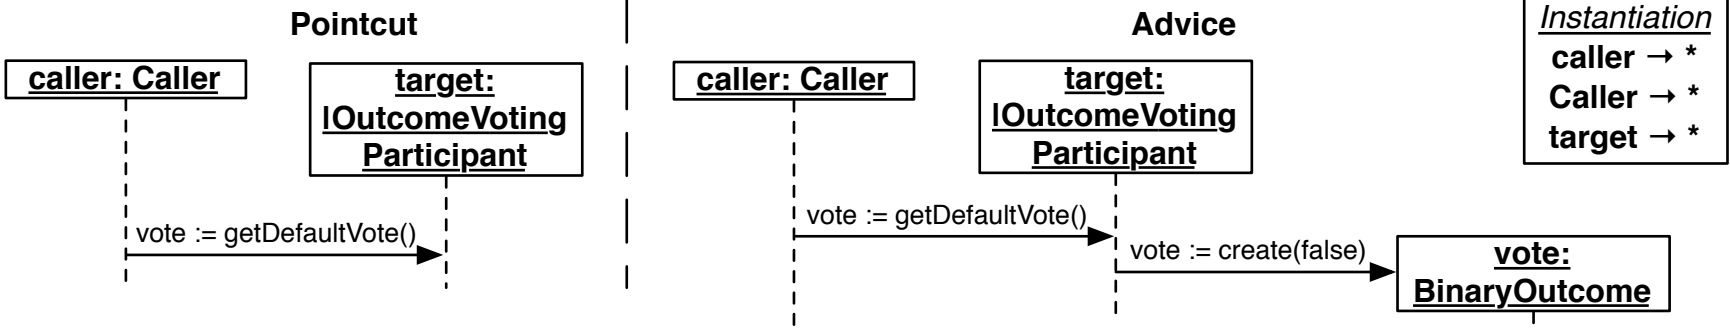 Pointcut
caller: Caller
target:
IOutcomeVoting
Participant
vote := getDefaultVote()
Advice
caller: Caller
target:
IOutcomeVoting
Participant
vote := getDefaultVote()
vote := create(false)
vote:
BinaryOutcome
Instantiation
caller → *
Caller → *
target → *